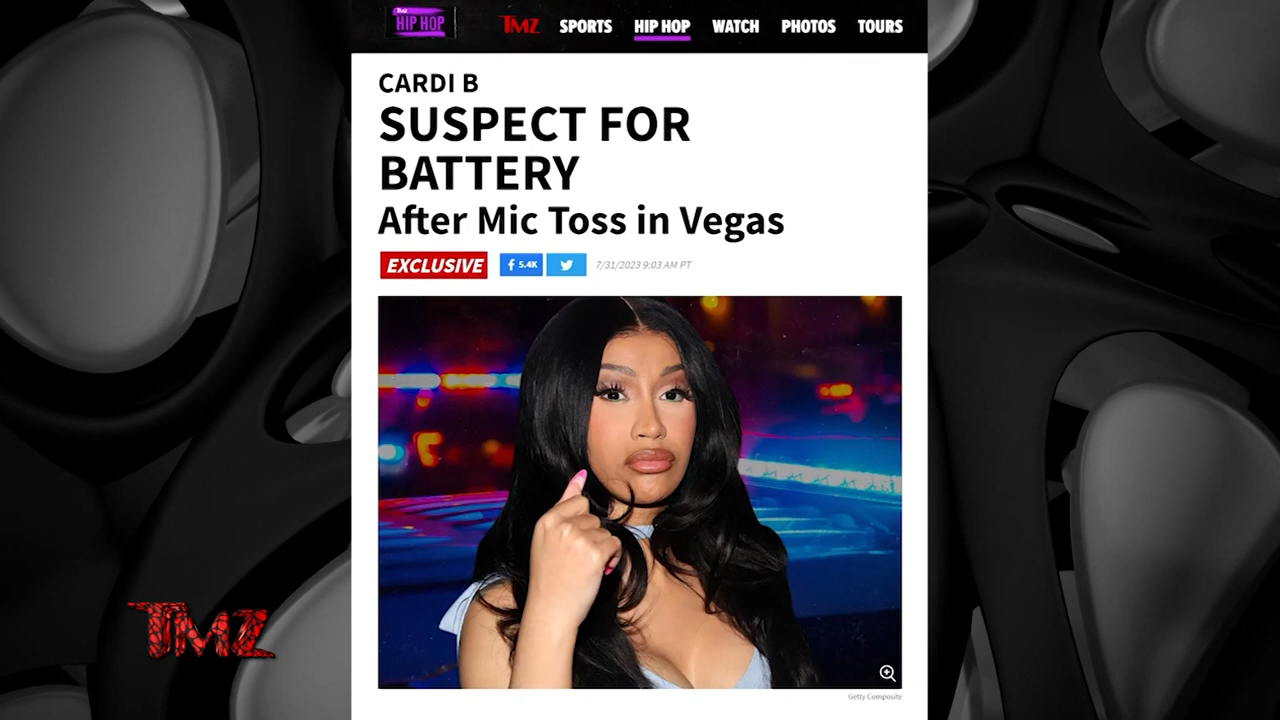 TMZ
HIP HOP
TMZ SPORTS HIP HOP WATCH PHOTOS TOURS
CARDI B
SUSPECT FOR
BATTERY
After Mic Toss in Vegas
EXCLUSIVE f 5.4K 7/31/2023 9:03 AM PT
TMZ
Getty Composite